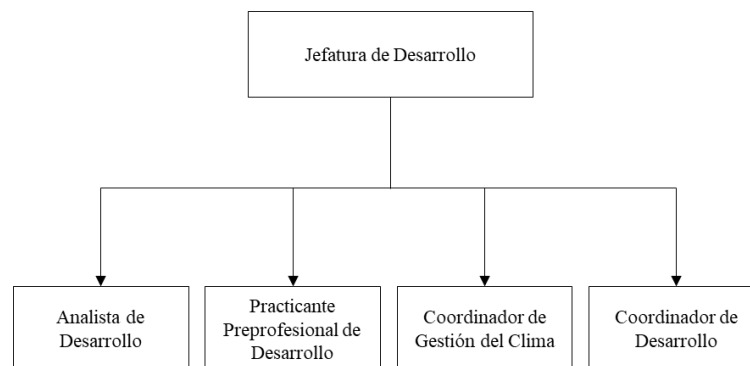 Jefatura de Desarrollo
Analista de
Desarrollo
Practicante
Preprofesional de
Desarrollo
Coordinador de
Gestión del Clima
Coordinador de
Desarrollo